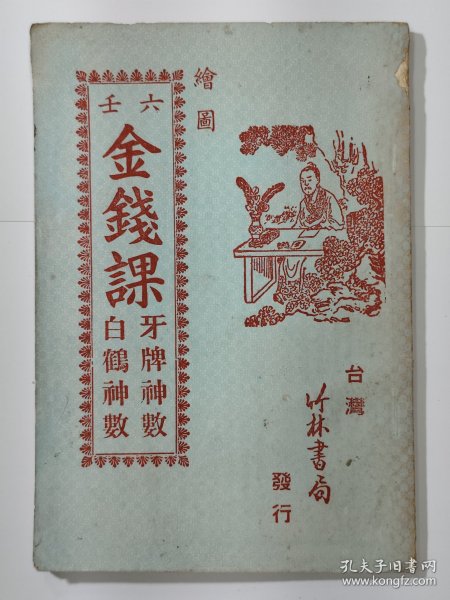 繪圖
六壬
金錢課
牙牌神數
白鶴神數
台灣
竹林書局
發行
孔夫子旧书网
www.kongfz.com